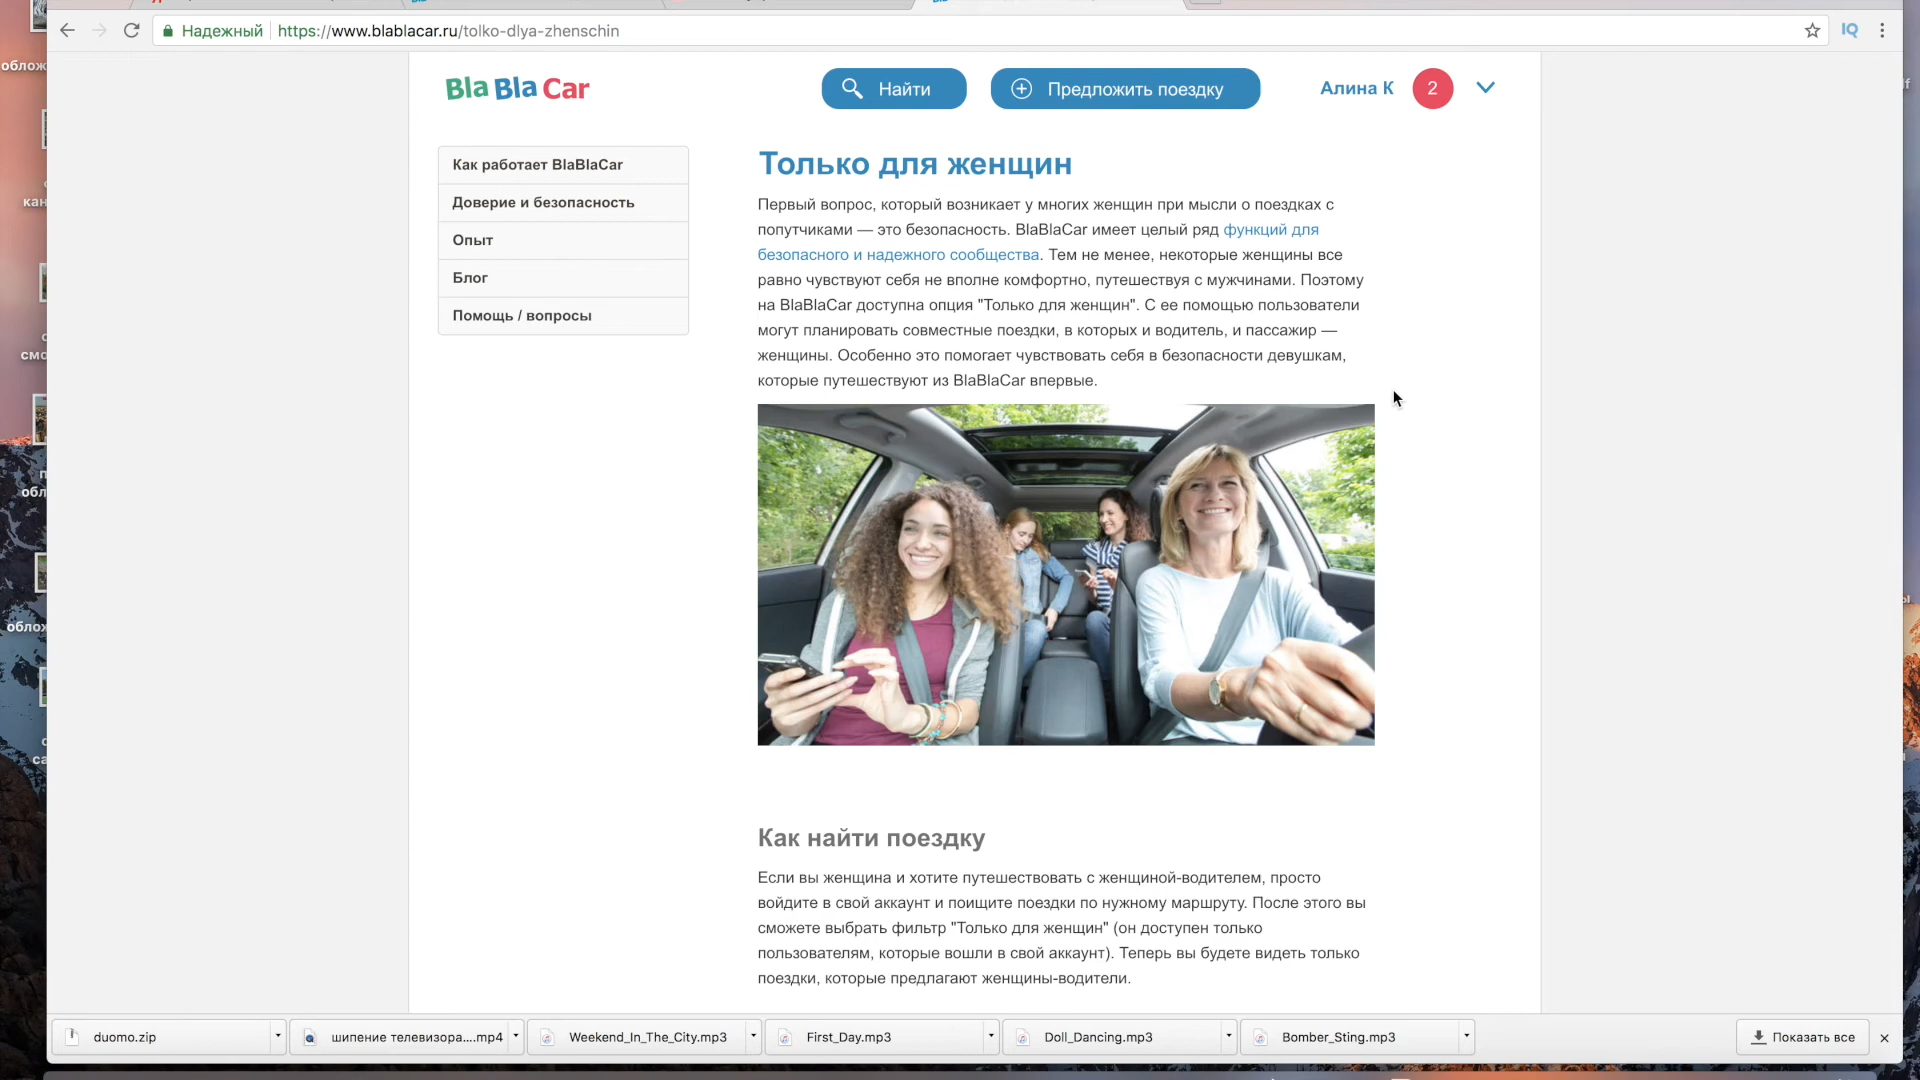 Надежный https://www.blablacar.ru/tolko-dlya-zhenschin
IQ
Bla Bla Car
Найти
Предложить поездку
Алина К
2
Как работает BlaBlaCar
Доверие и безопасность
Опыт
Блог
Помощь / вопросы
Только для женщин
Первый вопрос, который возникает у многих женщин при мысли о поездках с
попутчиками — это безопасность. BlaBlaCar имеет целый ряд функций для
безопасного и надежного сообщества. Тем не менее, некоторые женщины все
равно чувствуют себя не вполне комфортно, путешествуя с мужчинами. Поэтому
на BlaBlaCar доступна опция "Только для женщин". С ее помощью пользователи
могут планировать совместные поездки, в которых и водитель, и пассажир —
женщины. Особенно это помогает чувствовать себя в безопасности девушкам,
которые путешествуют из BlaBlaCar впервые.
Как найти поездку
Если вы женщина и хотите путешествовать с женщиной-водителем, просто
войдите в свой аккаунт и поищите поездки по нужному маршруту. После этого вы
сможете выбрать фильтр "Только для женщин" (он доступен только
пользователям, которые вошли в свой аккаунт). Теперь вы будете видеть только
поездки, которые предлагают женщины-водители.
duomo.zip
шипение телевизора....mp4
Weekend_In_The_City.mp3
First_Day.mp3
Doll_Dancing.mp3
Bomber_Sting.mp3
Показать все